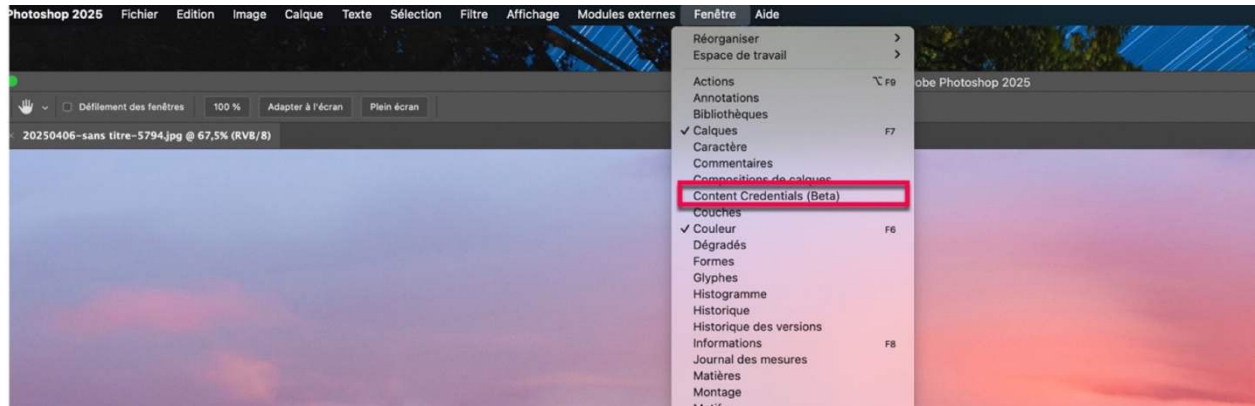 Photoshop 2025 Fichier Edition Image Calque Texte Sélection Filtre Affichage Modules externes Fenêtre Aide
Réorganiser
Espace de travail
Actions ⌥F9
Adobe Photoshop 2025
Défilement des fenêtres 100 % Adapter à l'écran Plein écran
Annotations
Bibliothèques
20250406-sans titre-5794.jpg @ 67,5% (RVB/8)
Calques F7
Caractère
Commentaires
Compositions de calques
Content Credentials (Beta)
Couches
Couleur F6
Dégradés
Formes
Glyphes
Histogramme
Historique
Historique des versions
Informations F8
Journal des mesures
Matières
Montage